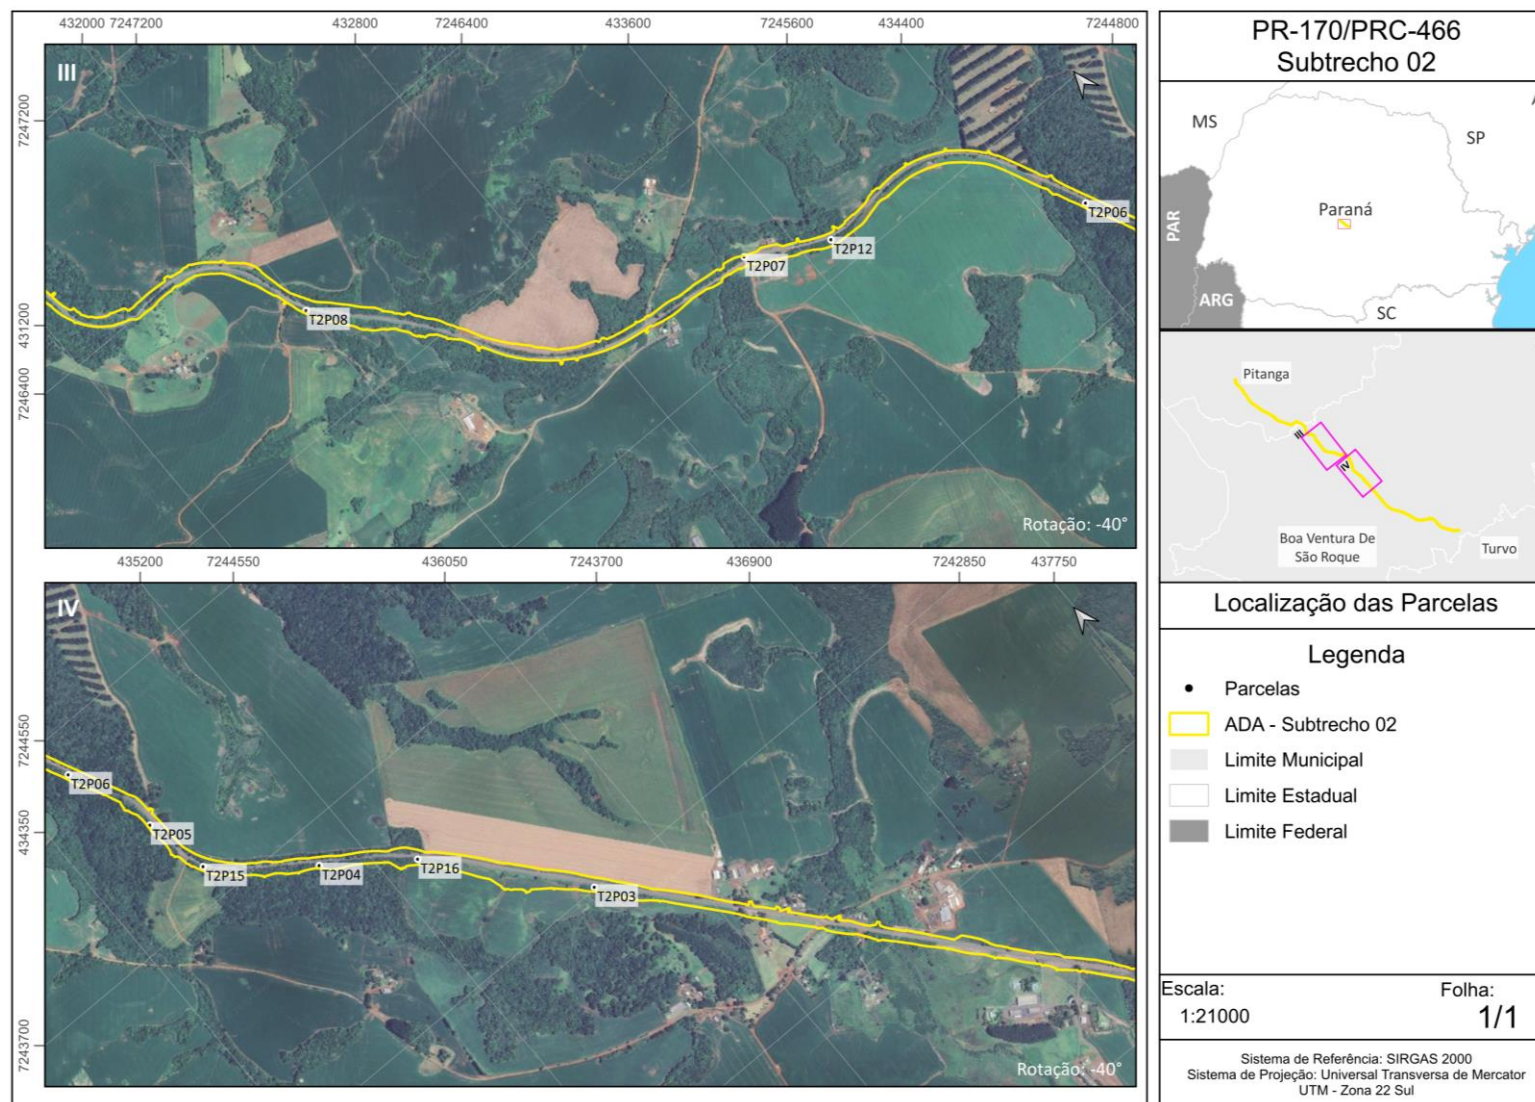 432000 7247200 432800 7246400 433600 7245600 434400 7244800
III
7247200
431200
7246400
T2P06
T2P12
T2P07
T2P08
Rotação: -40°
435200 7244550 436050 7243700 436900 7242850 437750
IV
7244550
434350
7243700
T2P06
T2P05
T2P15
T2P04
T2P16
T2P03
Rotação: -40°
PR-170/PRC-466
Subtrecho 02
MS
SP
PAR
Paraná
ARG
SC
Pitanga
III
IV
Boa Ventura De
São Roque
Turvo
Localização das Parcelas
Legenda
Parcelas
ADA - Subtrecho 02
Limite Municipal
Limite Estadual
Limite Federal
Escala:
1:21000
Folha:
1/1
Sistema de Referência: SIRGAS 2000
Sistema de Projeção: Universal Transversa de Mercator
UTM - Zona 22 Sul